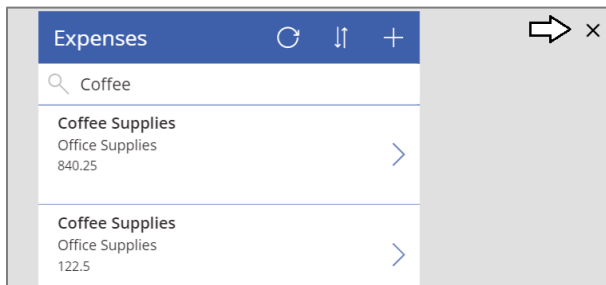 Expenses
Coffee
Coffee Supplies
Office Supplies
840.25
Coffee Supplies
Office Supplies
122.5